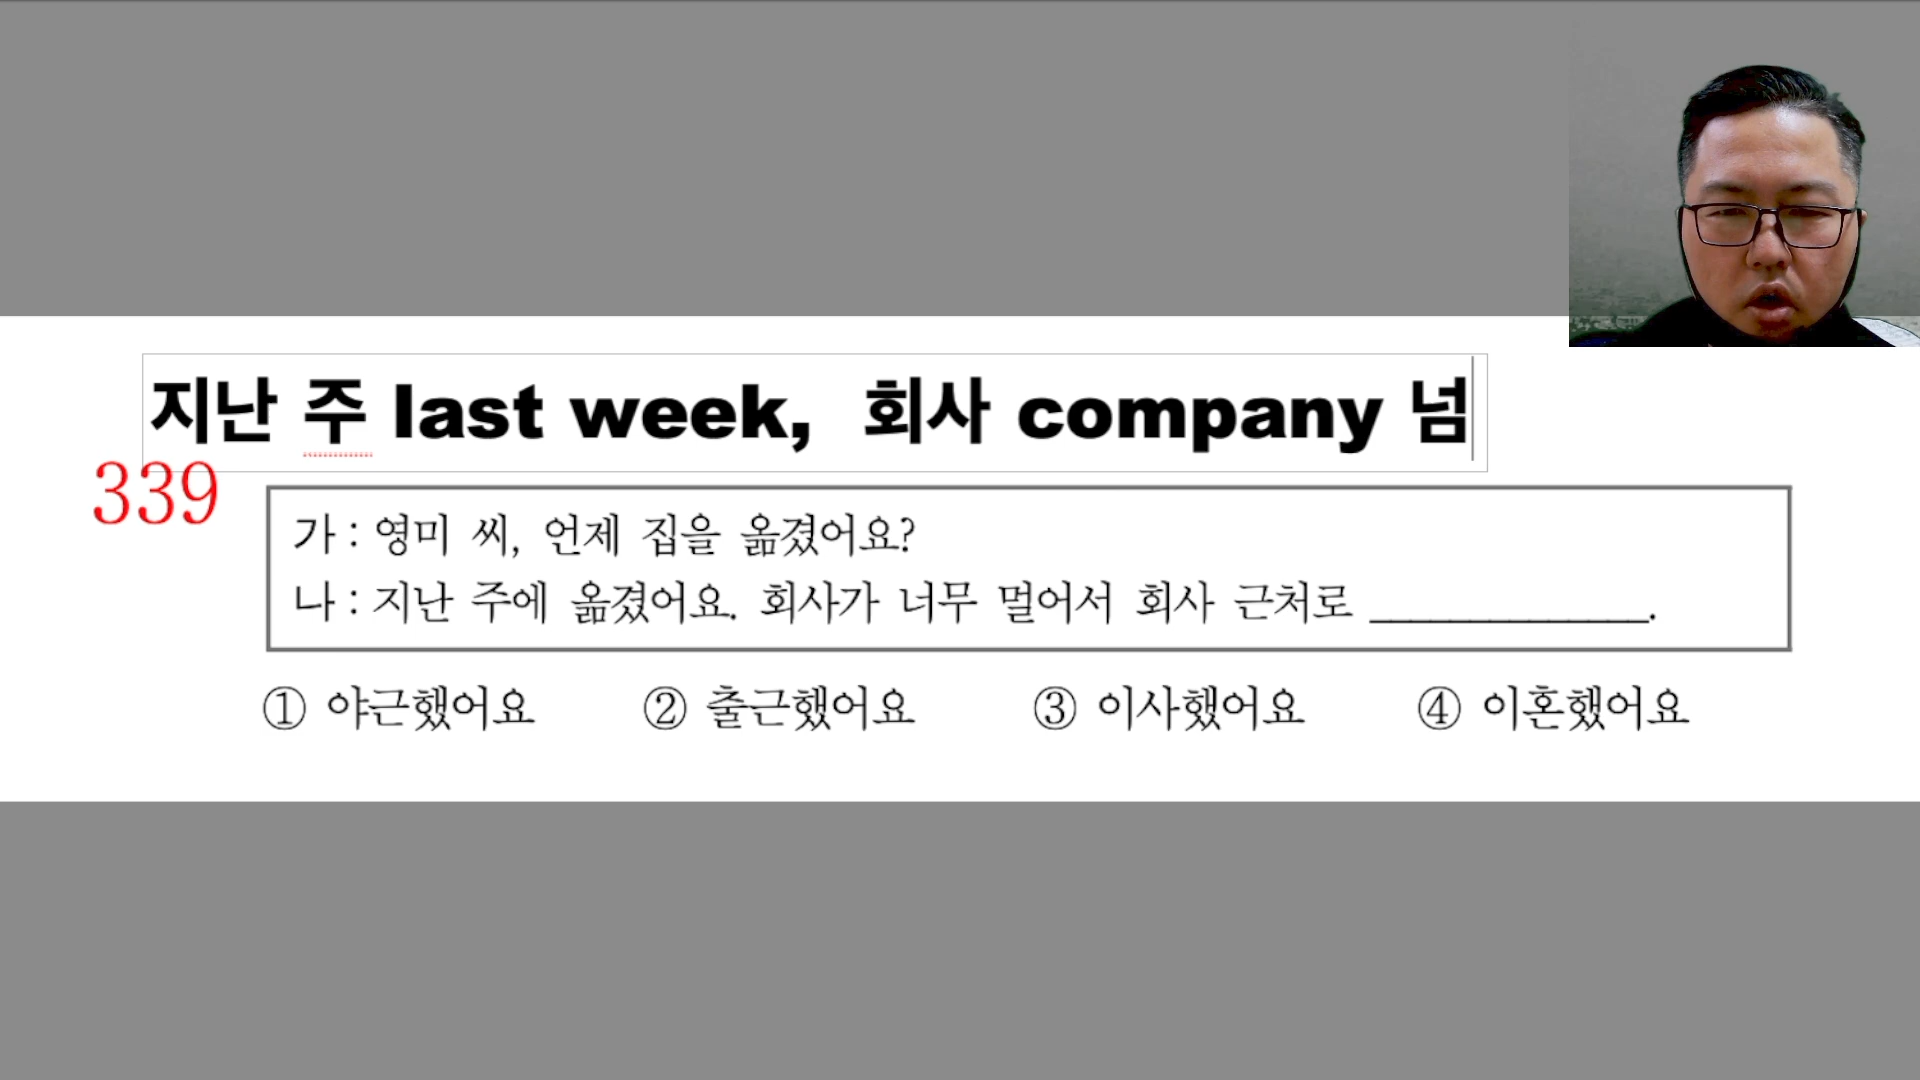 지난 주 last week, 회사 company 넘
339
가 : 영미 씨, 언제 집을 옮겼어요?
나 : 지난 주에 옮겼어요. 회사가 너무 멀어서 회사 근처로 ______________.
① 야근했어요 ② 출근했어요 ③ 이사했어요 ④ 이혼했어요